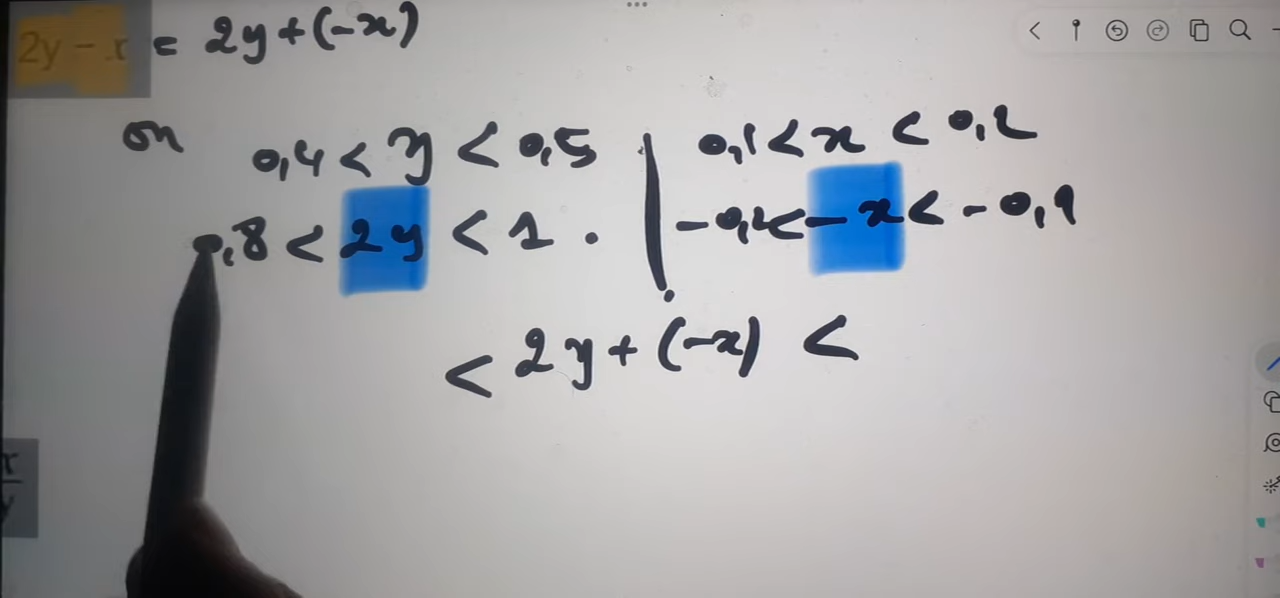 2y - x = 2y + (-x)
on
0,4 < y < 0,5 | 0,1 < x < 0,2
0,8 < 2y < 1 . | -0,2 < -x < -0,1
< 2y + (-x) <
x
y